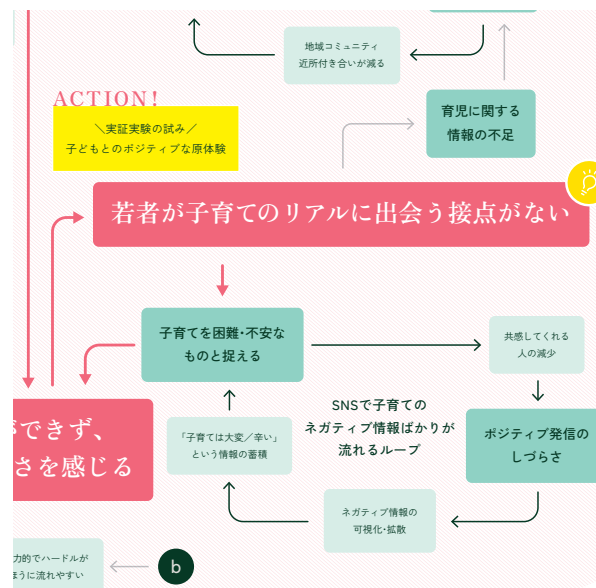 地域コミュニティ
近所付き合いが減る
ACTION!
＼実証実験の試み／
子どもとのポジティブな原体験
育児に関する
情報の不足
若者が子育てのリアルに出会う接点がない
子育てを困難・不安な
ものと捉える
共感してくれる
人の減少
SNSで子育ての
ネガティブ情報ばかりが
流れるループ
ができず、
さを感じる
「子育ては大変／辛い」
という情報の蓄積
ポジティブ発信の
しづらさ
ネガティブ情報の
可視化・拡散
力的でハードルが
ほうに流れやすい
b